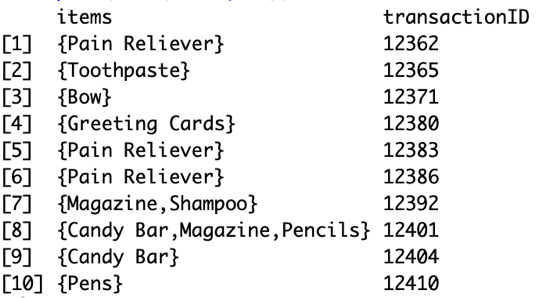 items transactionID
[1] {Pain Reliever} 12362
[2] {Toothpaste} 12365
[3] {Bow} 12371
[4] {Greeting Cards} 12380
[5] {Pain Reliever} 12383
[6] {Pain Reliever} 12386
[7] {Magazine,Shampoo} 12392
[8] {Candy Bar,Magazine,Pencils} 12401
[9] {Candy Bar} 12404
[10] {Pens} 12410